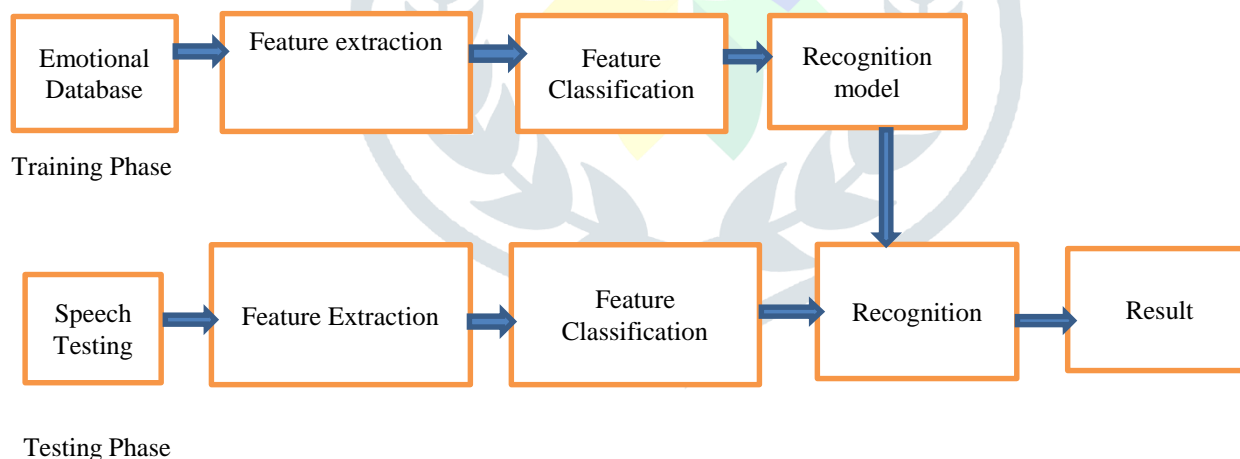 Emotional
Database
Feature extraction
Feature
Classification
Recognition
model
Training Phase
Speech
Testing
Feature Extraction
Feature
Classification
Recognition
Result
Testing Phase